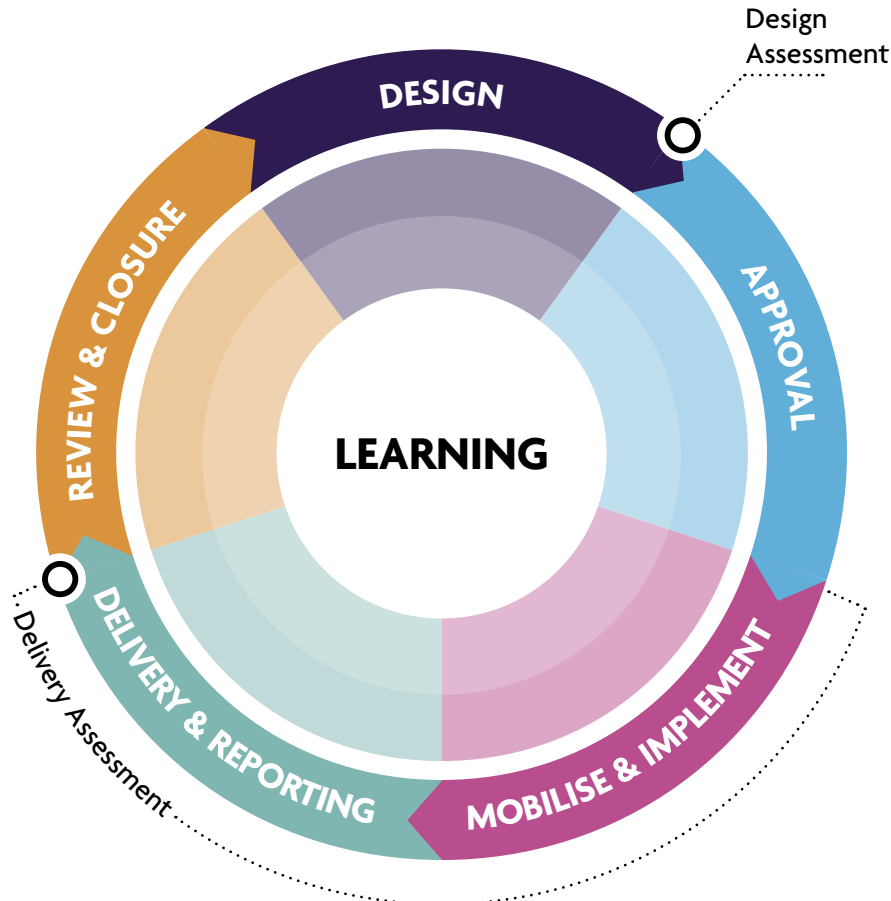 Design
Assessment
DESIGN
APPROVAL
REVIEW & CLOSURE
LEARNING
MOBILISE & IMPLEMENT
DELIVERY & REPORTING
Delivery Assessment